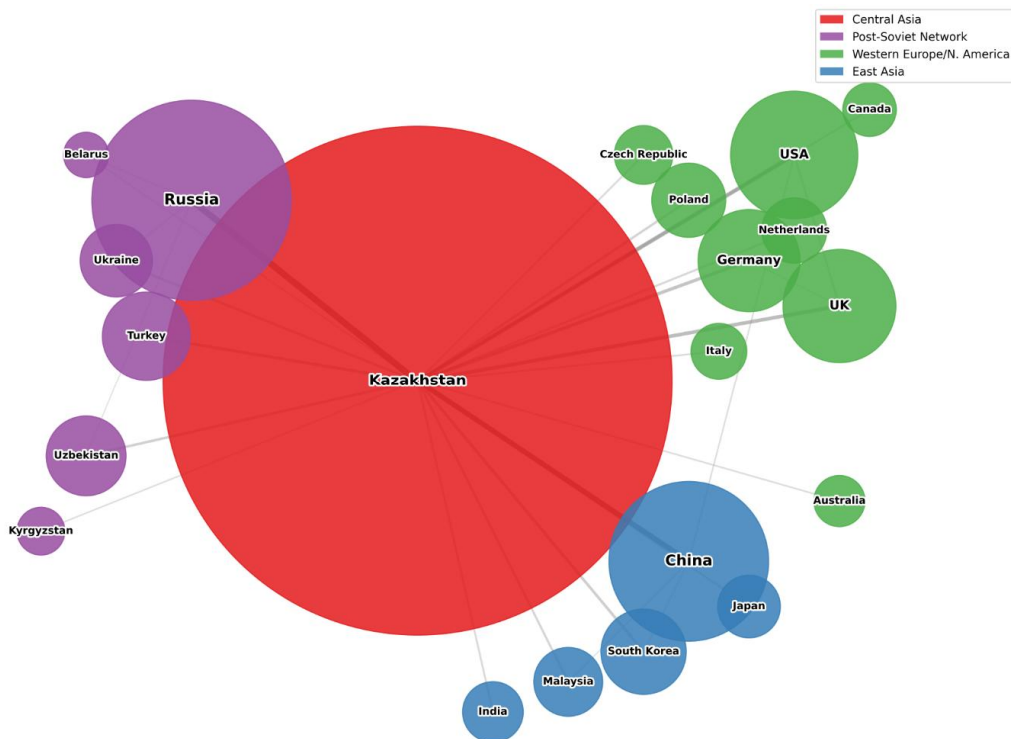 Central Asia
Post-Soviet Network
Western Europe/N. America
East Asia
Canada
Belarus
Czech Republic
USA
Russia
Poland
Netherlands
Ukraine
Germany
UK
Turkey
Italy
Kazakhstan
Uzbekistan
Australia
Kyrgyzstan
China
Japan
South Korea
Malaysia
India